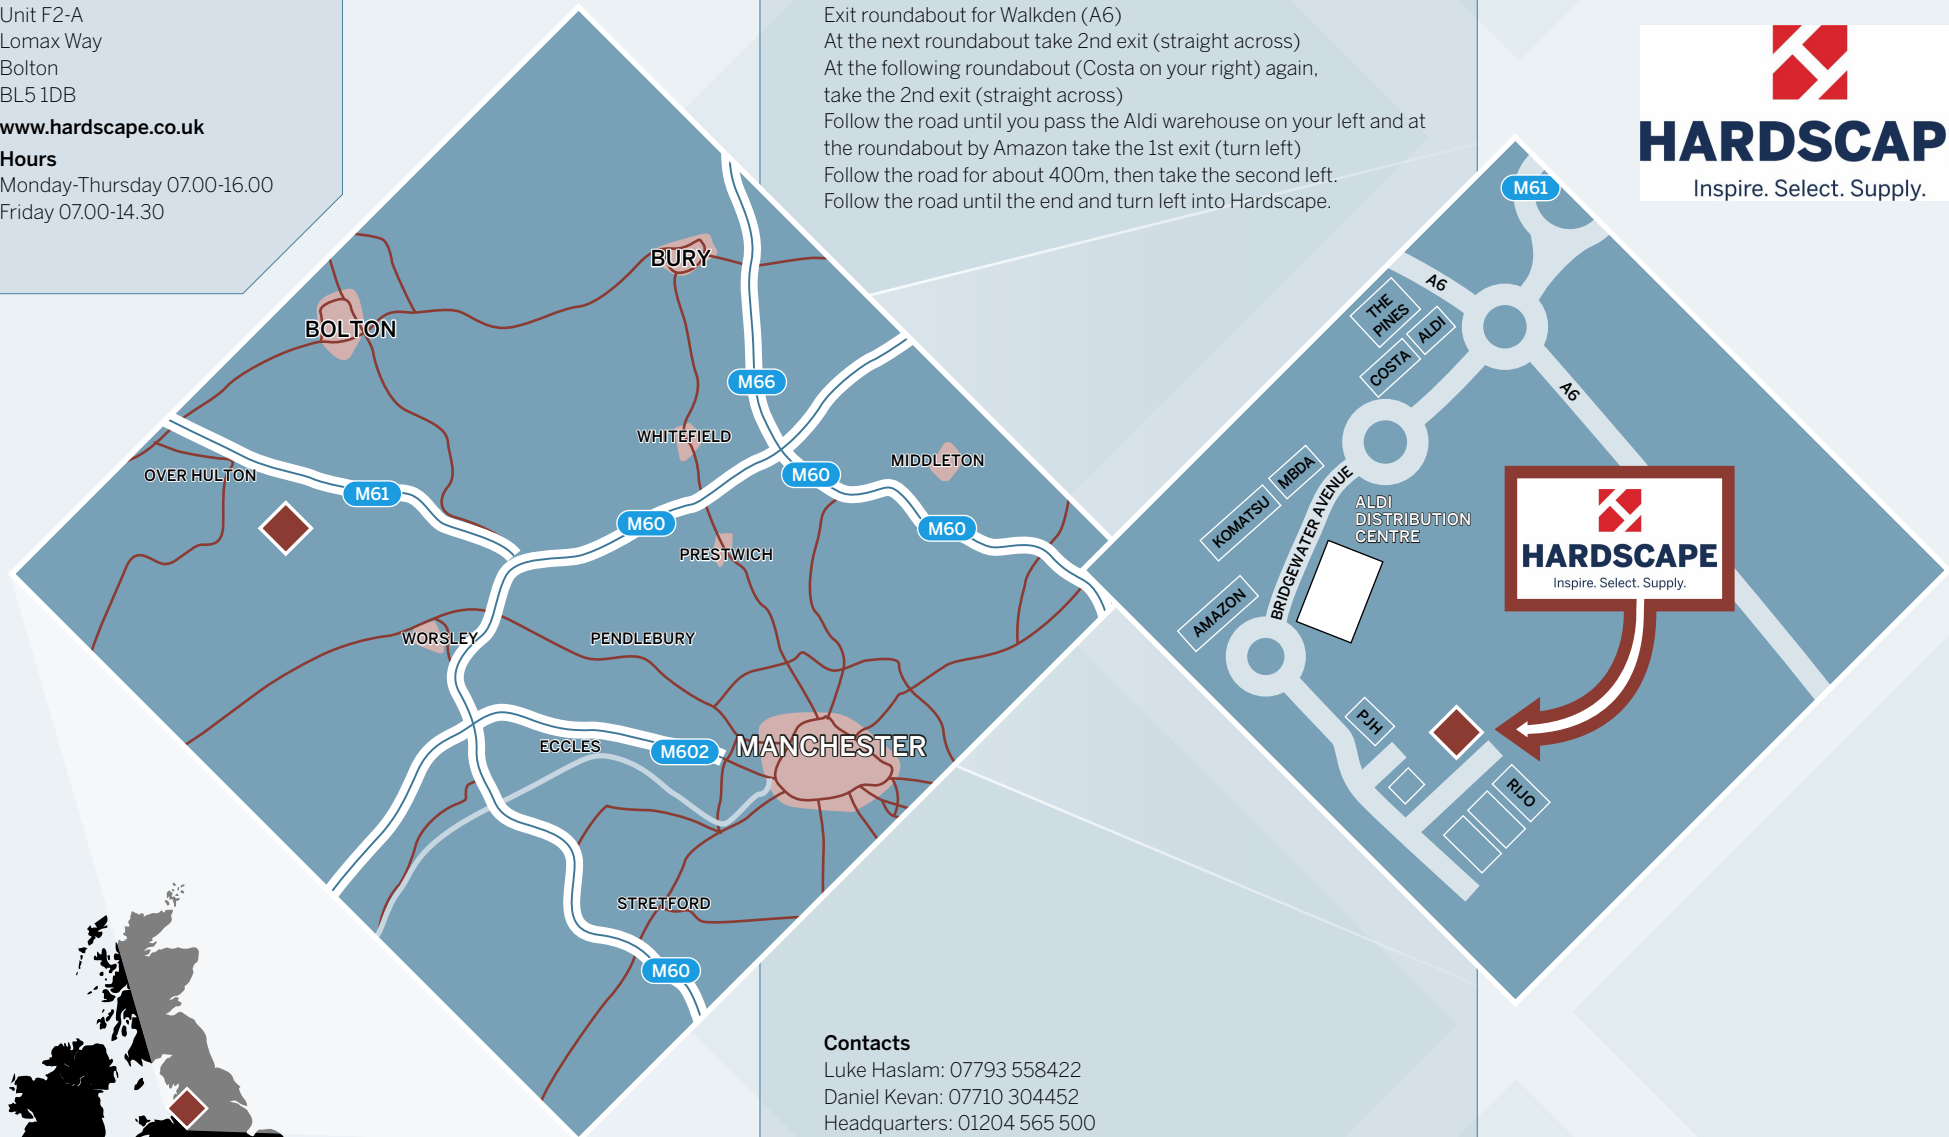 Unit F2-A
Lomax Way
Bolton
BL5 1DB
www.hardscape.co.uk
Hours
Monday-Thursday 07.00-16.00
Friday 07.00-14.30
Exit roundabout for Walkden (A6)
At the next roundabout take 2nd exit (straight across)
At the following roundabout (Costa on your right) again,
take the 2nd exit (straight across)
Follow the road until you pass the Aldi warehouse on your left and at
the roundabout by Amazon take the 1st exit (turn left)
Follow the road for about 400m, then take the second left.
Follow the road until the end and turn left into Hardscape.
HARDSCAP
Inspire. Select. Supply.
BURY
BOLTON
M66
WHITEFIELD
MIDDLETON
OVER HULTON
M61
M60
M60
M60
PRESTWICH
WORSLEY
PENDLEBURY
ECCLES
M602
MANCHESTER
STRETFORD
M60
M61
A6
THE
PINES
ALDI
COSTA
A6
MBDA
KOMATSU
BRIDGEWATER AVENUE
ALDI
DISTRIBUTION
CENTRE
AMAZON
HARDSCAPE
Inspire. Select. Supply.
PJH
RIJO
Contacts
Luke Haslam: 07793 558422
Daniel Kevan: 07710 304452
Headquarters: 01204 565 500